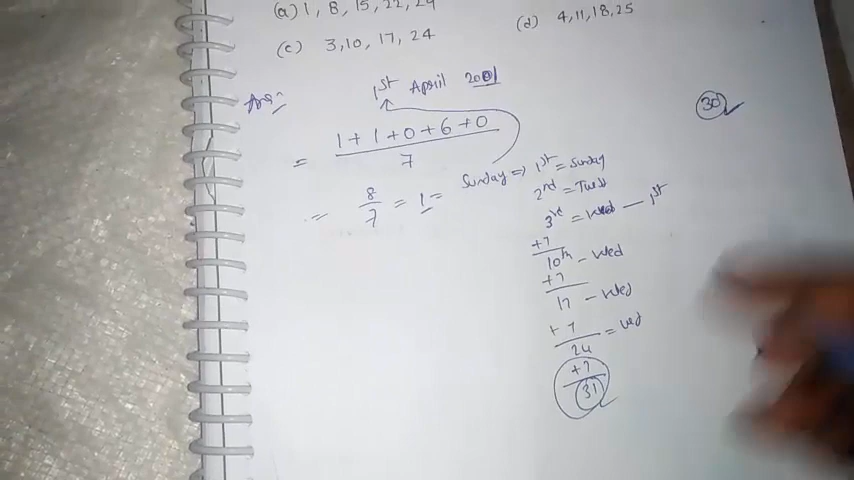 (a) 1, 8, 15, 22, 29
(c) 3,10, 17, 24
(d) 4,11,18,25
Ans:
1st April 2001
30
= 1+1+0+6+0
7
= 8/7 = 1 =
Sunday ⇒ 1st = Sunday
2nd = Tues
3rd = Wed — 1st
+7
10th - Wed
+7
17 - Wed
+7
24 = Wed
+7
31